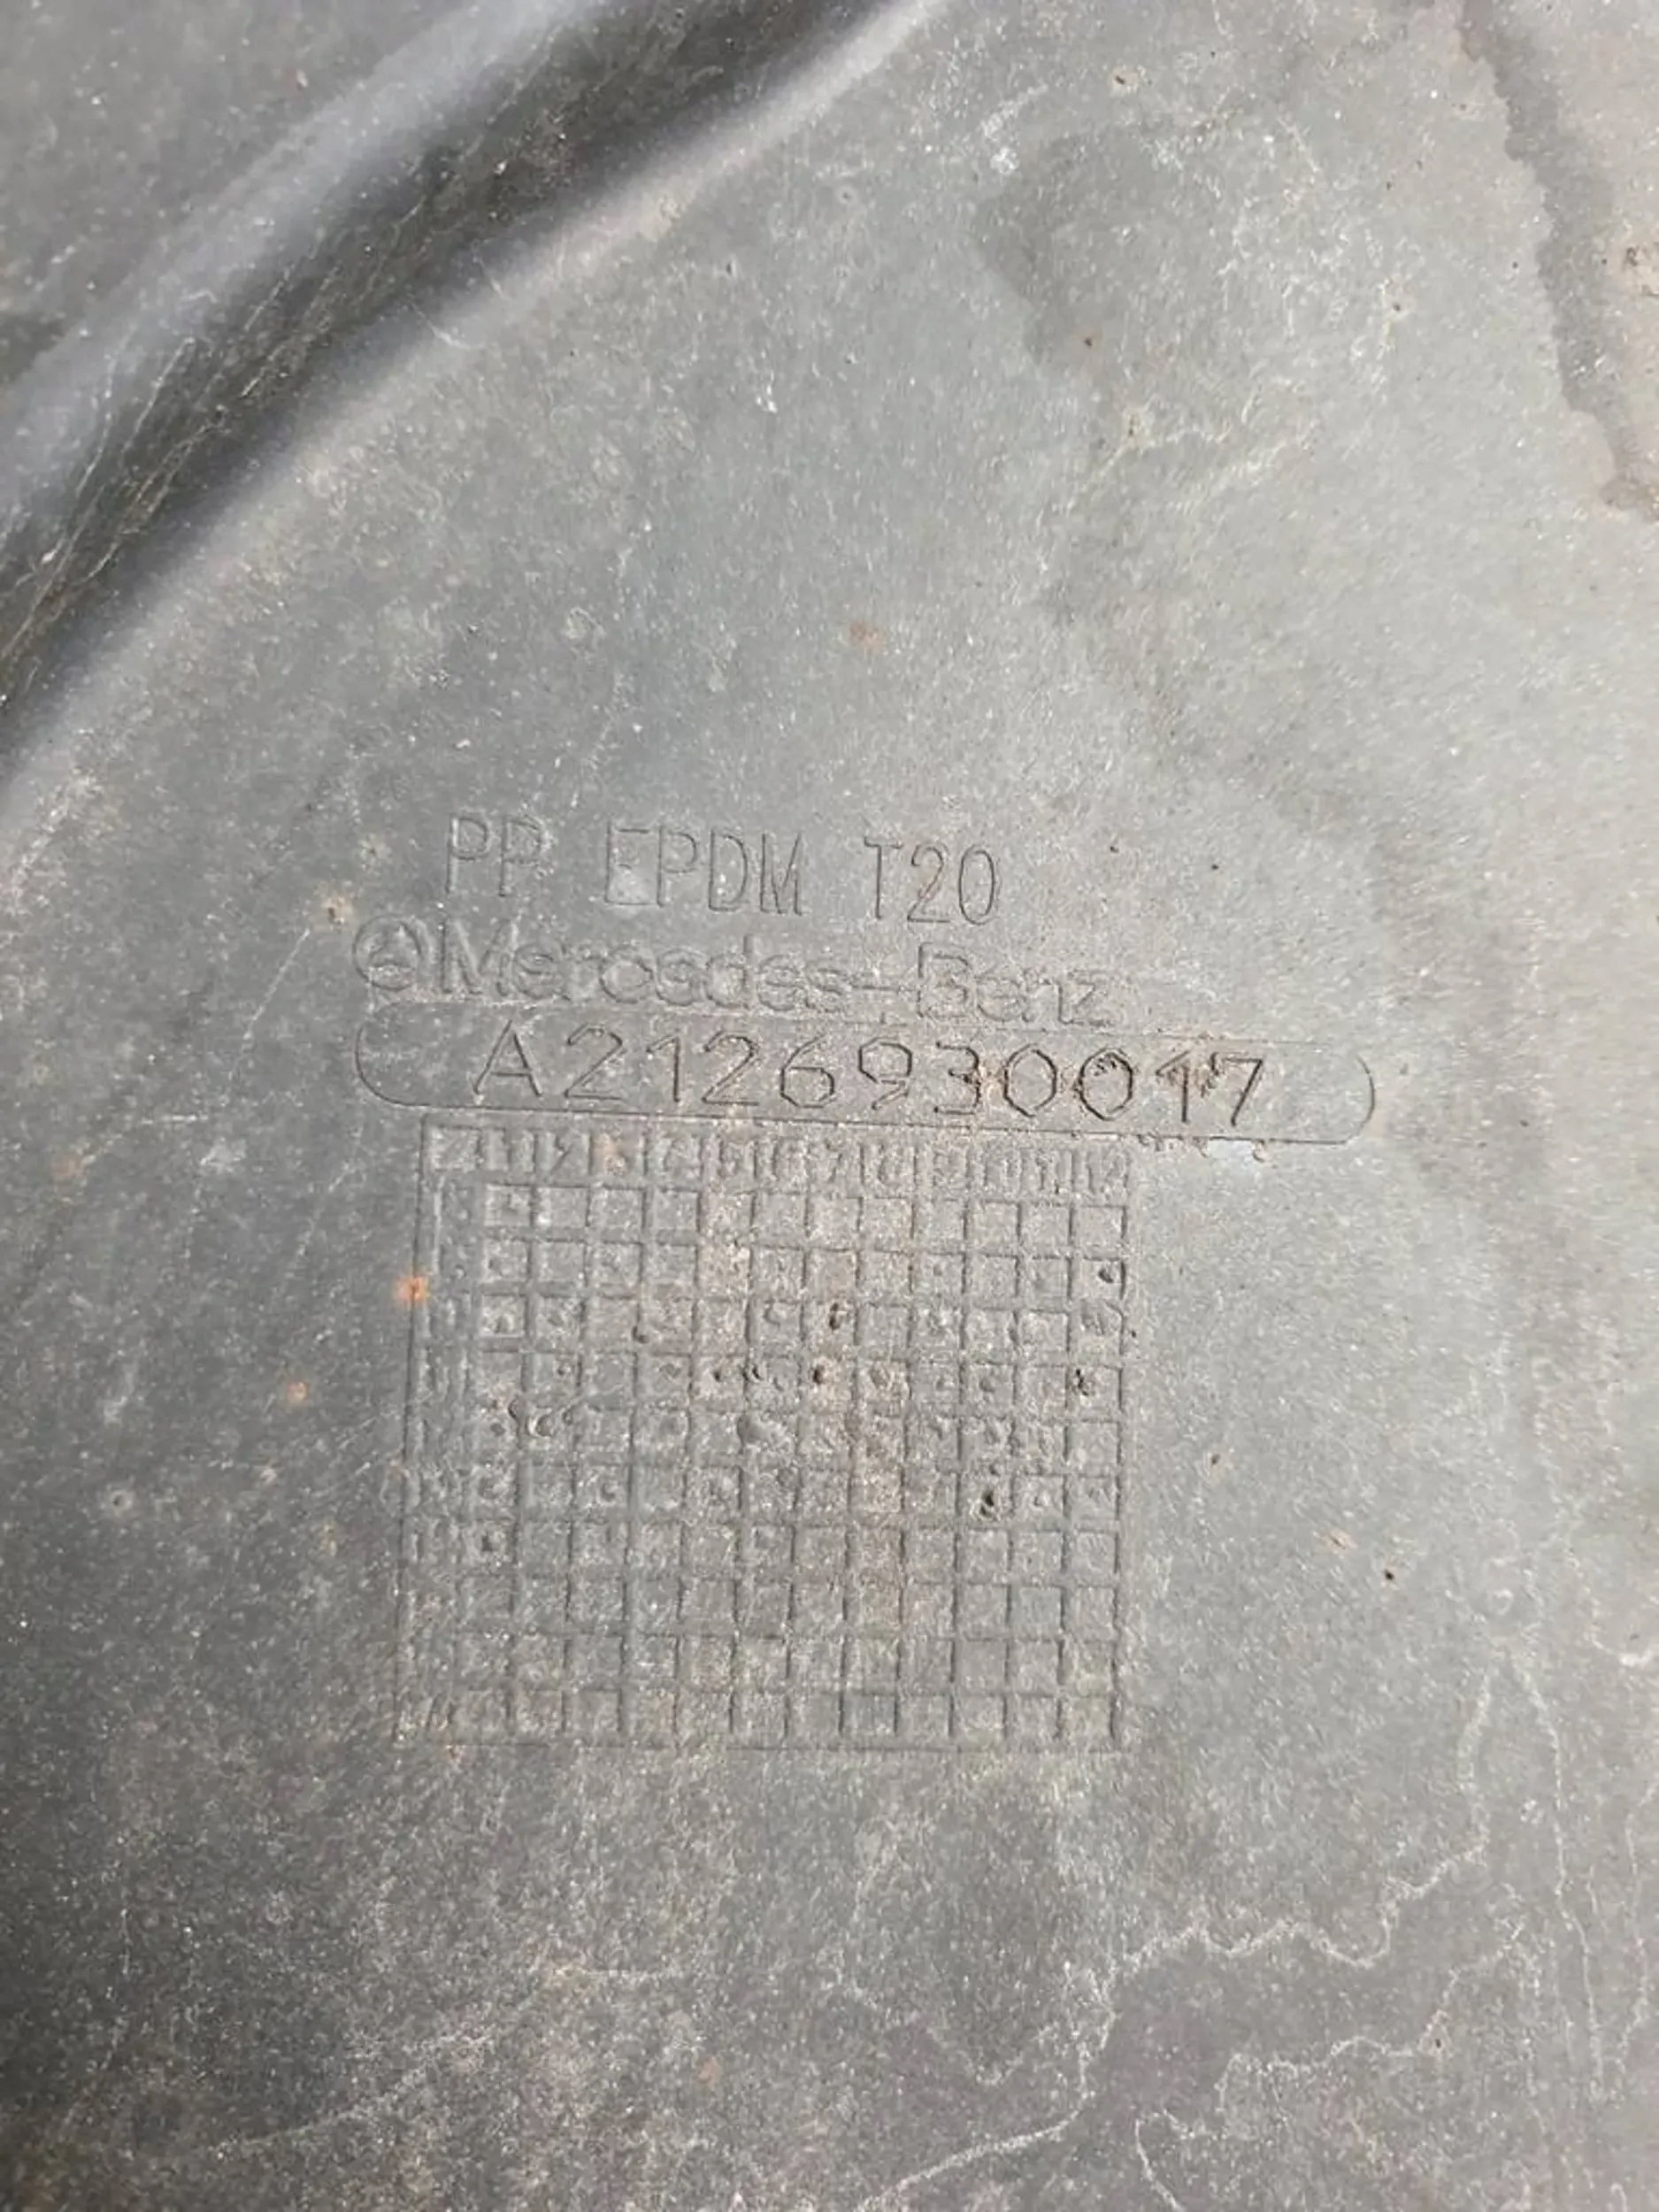 PP EPDM T20
Mercedes-Benz
A2126930017